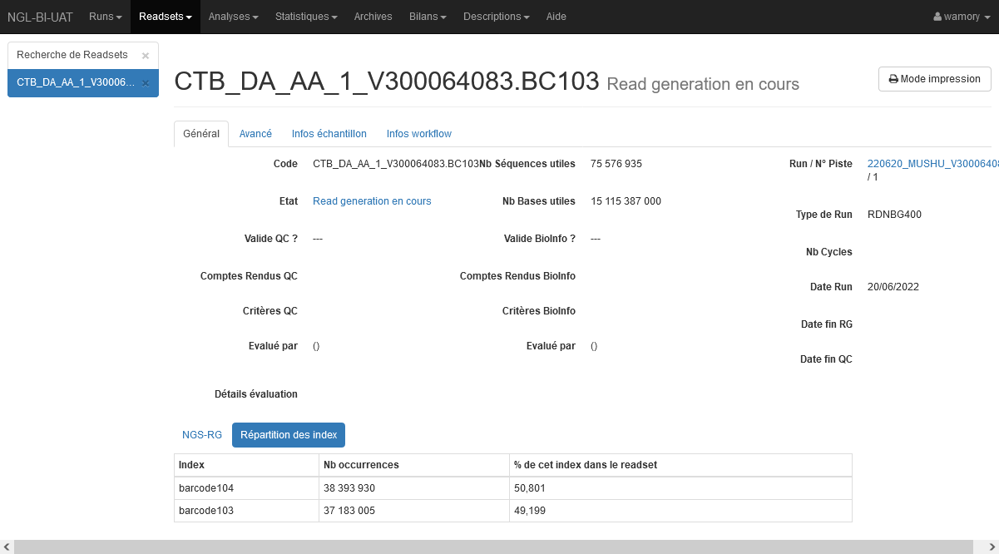 NGL-BI-UAT Runs Readsets Analyses Statistiques Archives Bilans Descriptions Aide wamory
Recherche de Readsets ×
CTB_DA_AA_1_V30006... ×
CTB_DA_AA_1_V300064083.BC103 Read generation en cours
Mode impression
Général Avancé Infos échantillon Infos workflow
Code CTB_DA_AA_1_V300064083.BC103 Nb Séquences utiles 75 576 935 Run / N° Piste 220620_MUSHU_V30006408
/ 1
Etat Read generation en cours Nb Bases utiles 15 115 387 000
Type de Run RDNBG400
Valide QC ? --- Valide BioInfo ? ---
Nb Cycles
Comptes Rendus QC Comptes Rendus BioInfo
Date Run 20/06/2022
Critères QC Critères BioInfo
Date fin RG
Evalué par () Evalué par ()
Date fin QC
Détails évaluation
NGS-RG Répartition des index
Index Nb occurrences % de cet index dans le readset
barcode104 38 393 930 50,801
barcode103 37 183 005 49,199